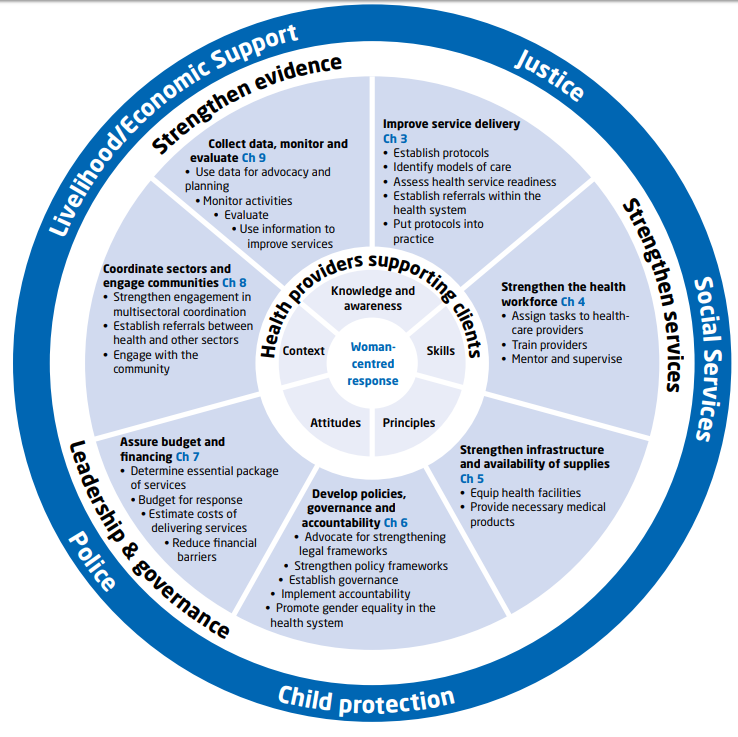 Livelihood/Economic Support
Justice
Social Services
Child protection
Police
Strengthen evidence
Strengthen services
Leadership & governance
Improve service delivery
Ch 3
• Establish protocols
• Identify models of care
• Assess health service readiness
• Establish referrals within the
health system
• Put protocols into
practice
Strengthen the health
workforce Ch 4
• Assign tasks to health-
care providers
• Train providers
• Mentor and supervise
Strengthen infrastructure
and availability of supplies
Ch 5
• Equip health facilities
• Provide necessary medical
products
Develop policies,
governance and
accountability Ch 6
• Advocate for strengthening
legal frameworks
• Strengthen policy frameworks
• Establish governance
• Implement accountability
• Promote gender equality in the
health system
Assure budget and
financing Ch 7
• Determine essential package
of services
• Budget for response
• Estimate costs of
delivering services
• Reduce financial
barriers
Coordinate sectors and
engage communities Ch 8
• Strengthen engagement in
multisectoral coordination
• Establish referrals between
health and other sectors
• Engage with the
community
Collect data, monitor and
evaluate Ch 9
• Use data for advocacy and
planning
• Monitor activities
• Evaluate
• Use information to
improve services
Health providers supporting clients
Knowledge and
awareness
Skills
Principles
Attitudes
Context
Woman-
centred
response